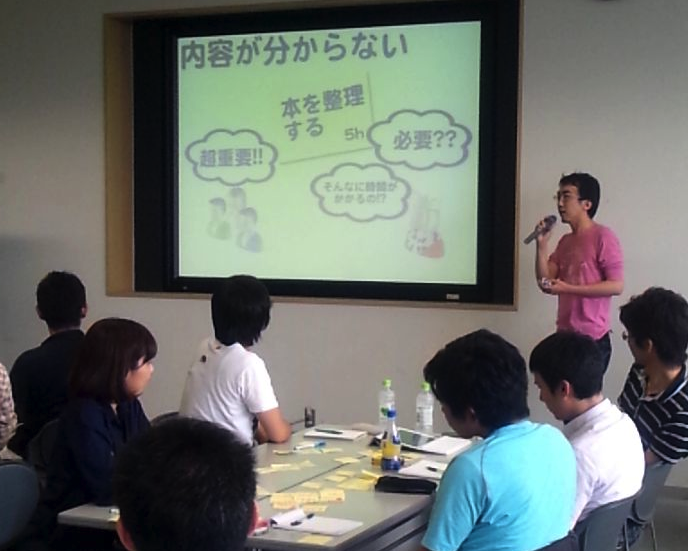 内容が分からない
本を整理
する
5h
超重要!!
必要??
そんなに時間が
かかるの!?